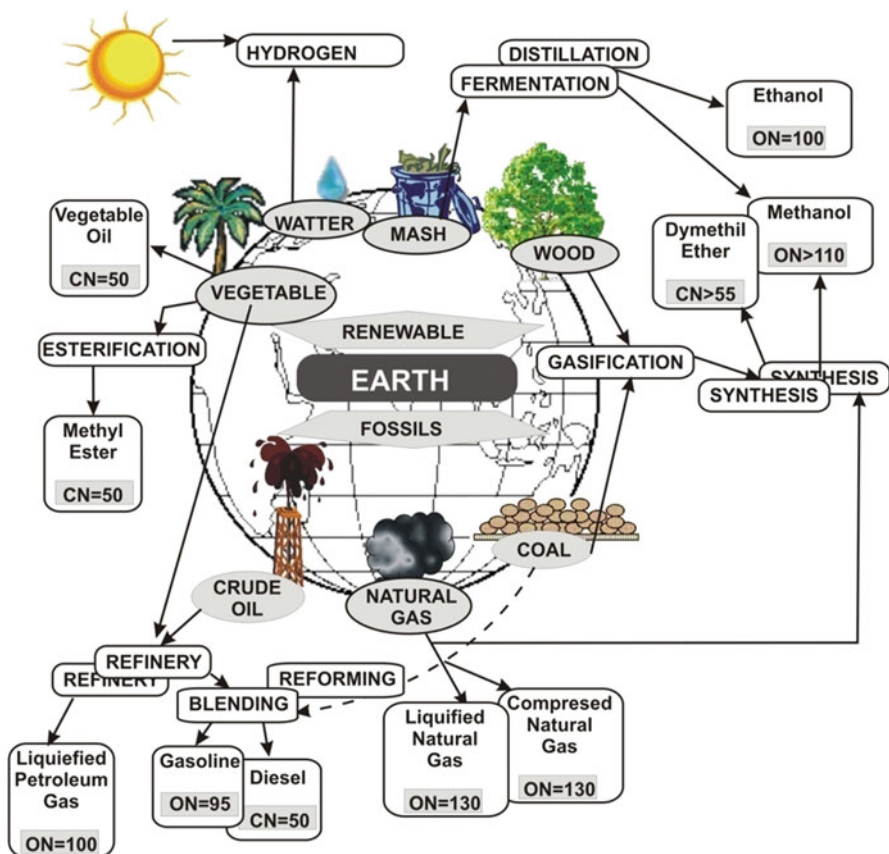 HYDROGEN
DISTILLATION
FERMENTATION
Ethanol
ON=100
Vegetable
Oil
CN=50
WATTER
MASH
WOOD
Dymethil
Ether
CN>55
Methanol
ON>110
VEGETABLE
RENEWABLE
ESTERIFICATION
GASIFICATION
EARTH
SYNTHESIS
SYNTHESIS
FOSSILS
Methyl
Ester
CN=50
COAL
CRUDE
OIL
NATURAL
GAS
REFINERY
REFINERY
REFORMING
BLENDING
Liquiefied
Petroleum
Gas
ON=100
Gasoline
ON=95
Diesel
CN=50
Liquified
Natural
Gas
ON=130
Compresed
Natural
Gas
ON=130